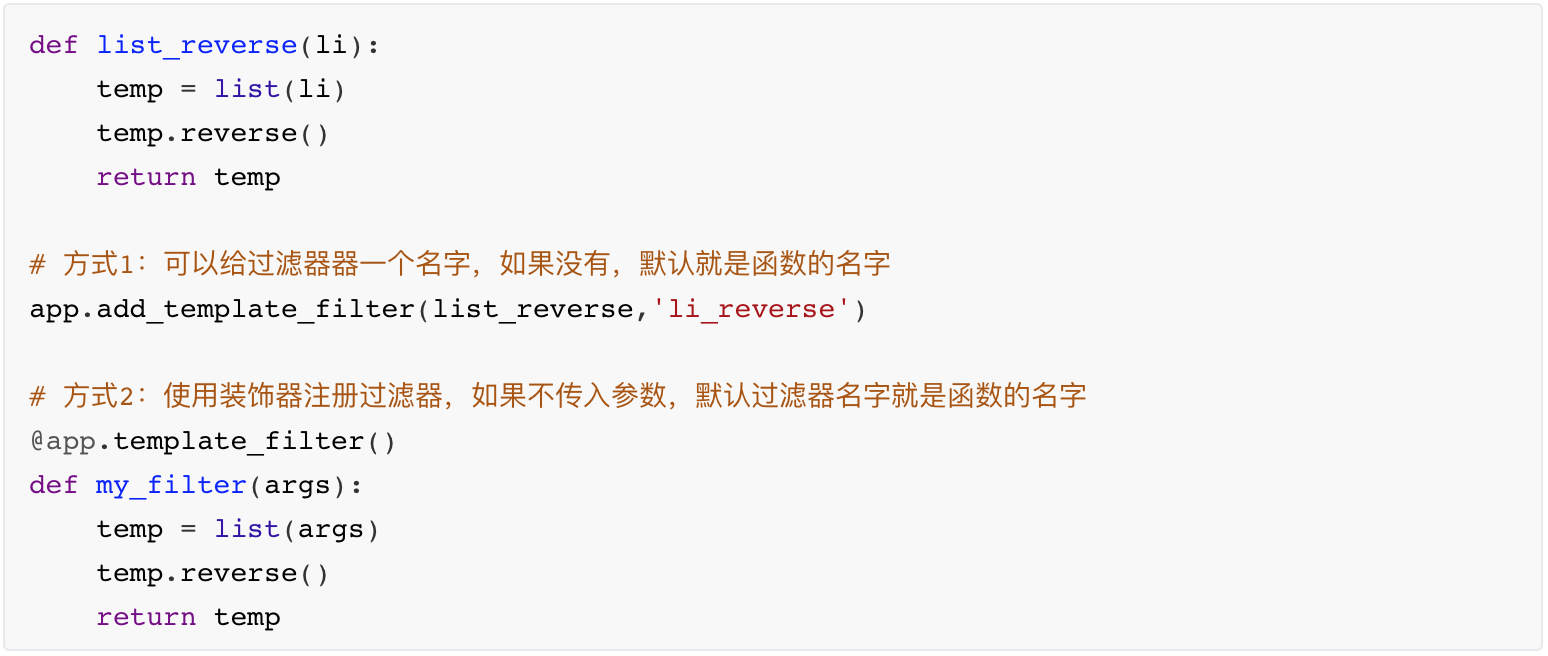 def list_reverse(li):
    temp = list(li)
    temp.reverse()
    return temp

# 方式1：可以给过滤器器一个名字，如果没有，默认就是函数的名字
app.add_template_filter(list_reverse,'li_reverse')

# 方式2：使用装饰器注册过滤器，如果不传入参数，默认过滤器名字就是函数的名字
@app.template_filter()
def my_filter(args):
    temp = list(args)
    temp.reverse()
    return temp